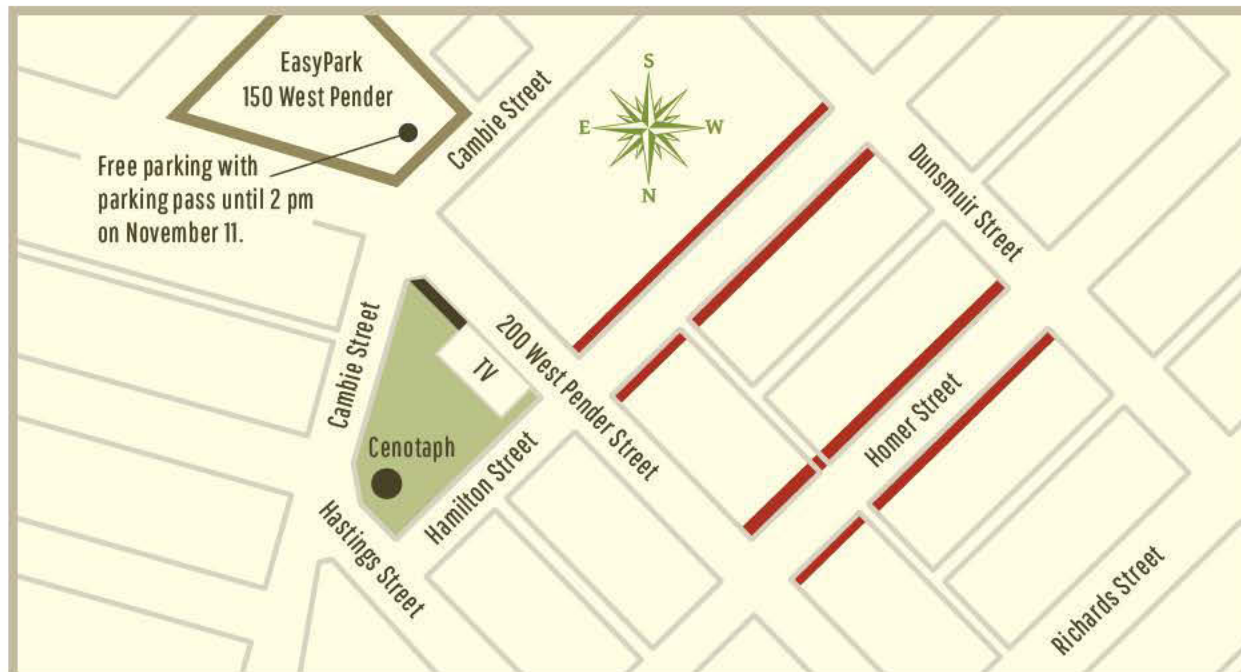 EasyPark
150 West Pender
Free parking with
parking pass until 2 pm
on November 11.
Cambie Street
S
E
W
N
Dunsmuir Street
Cambie Street
200 West Pender Street
TV
Cenotaph
Hamilton Street
Hastings Street
Homer Street
Richards Street